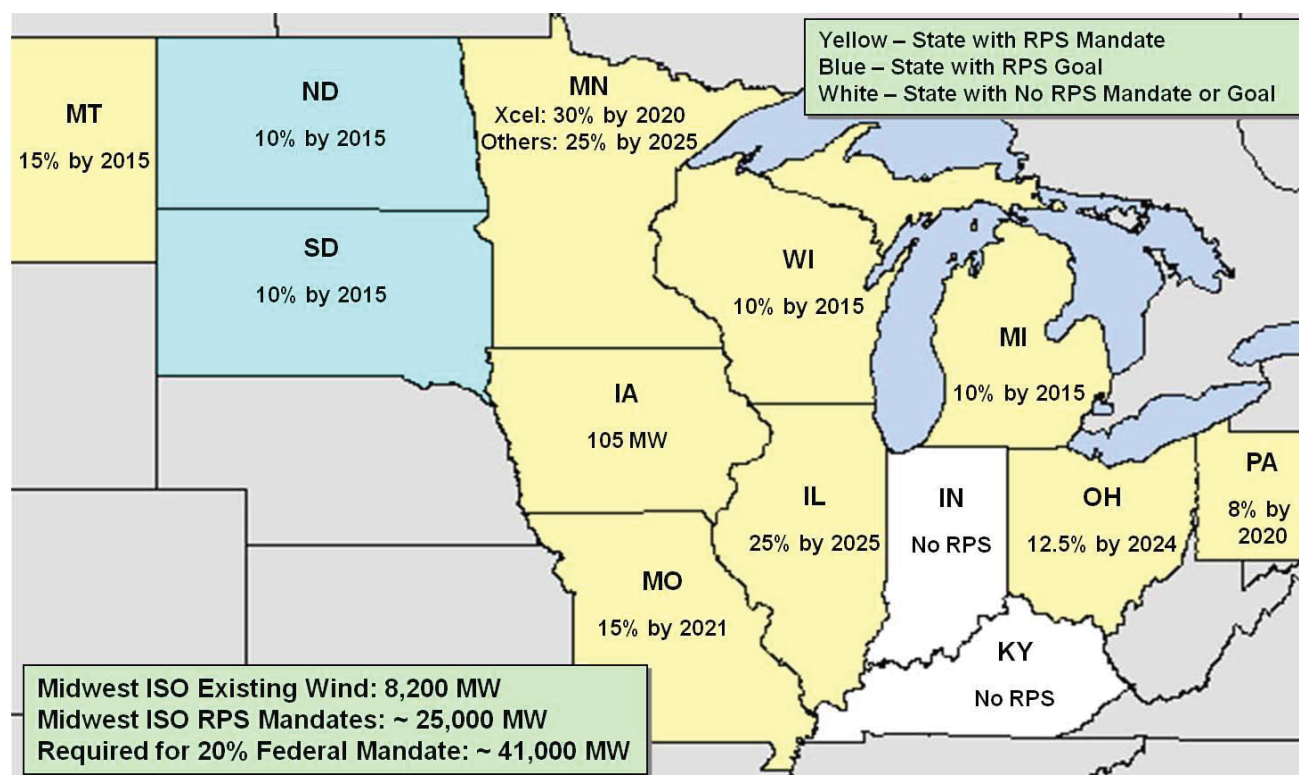 Yellow – State with RPS Mandate
Blue – State with RPS Goal
White – State with No RPS Mandate or Goal
MT
15% by 2015
ND
10% by 2015
MN
Xcel: 30% by 2020
Others: 25% by 2025
SD
10% by 2015
WI
10% by 2015
MI
10% by 2015
IA
105 MW
IL
25% by 2025
IN
No RPS
OH
12.5% by 2024
PA
8% by
2020
MO
15% by 2021
KY
No RPS
Midwest ISO Existing Wind: 8,200 MW
Midwest ISO RPS Mandates: ~ 25,000 MW
Required for 20% Federal Mandate: ~ 41,000 MW